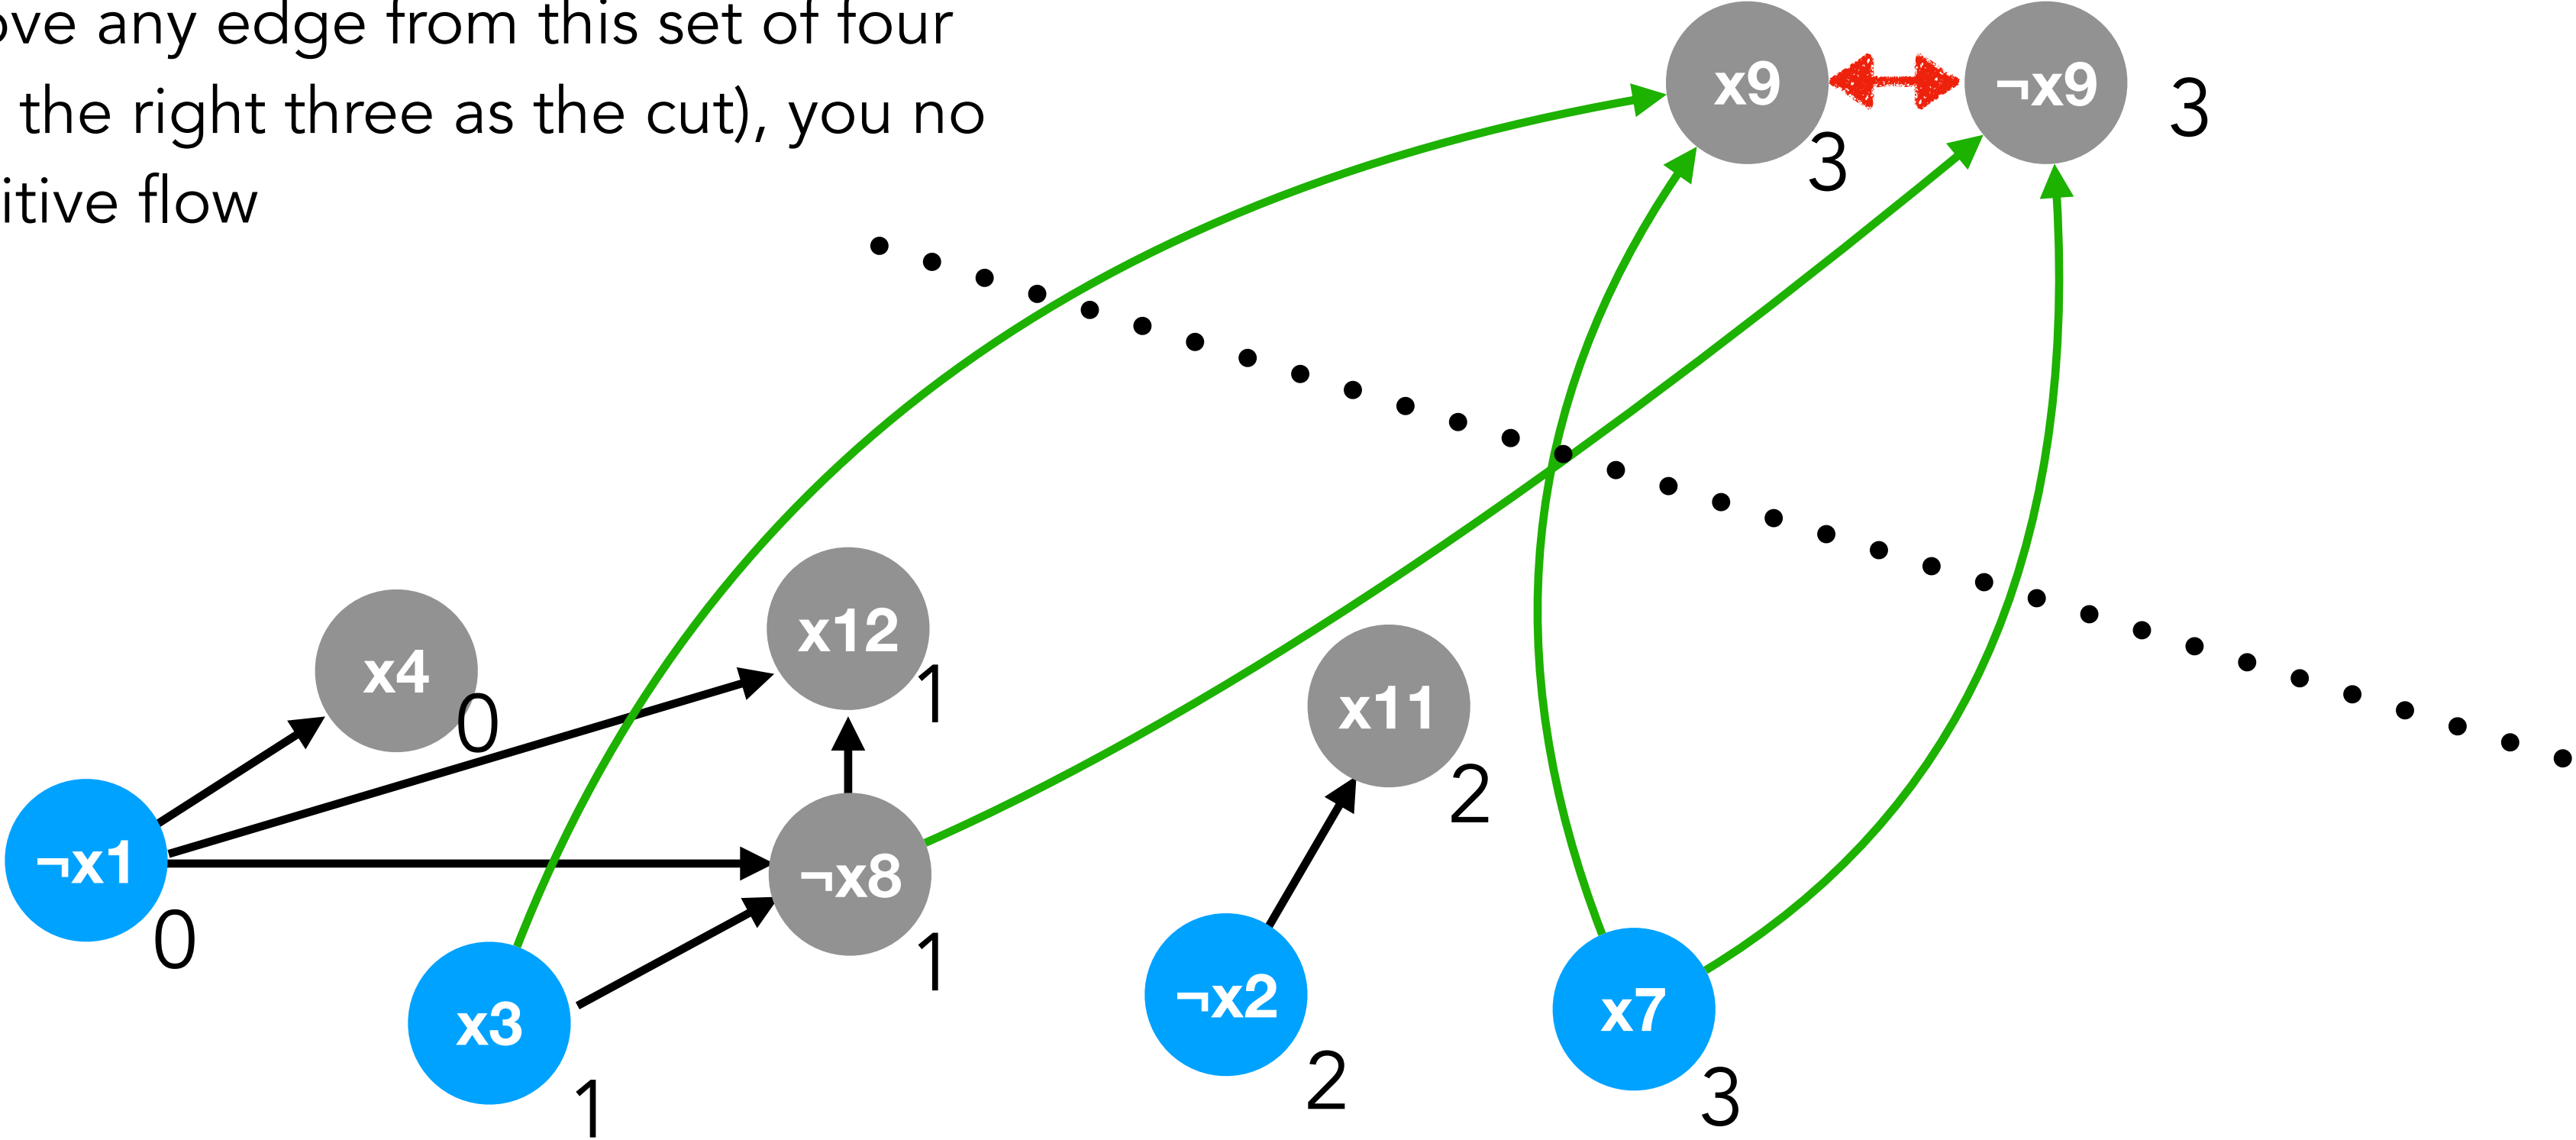 ove any edge from this set of four
the right three as the cut), you no
itive flow
x9
¬x9
3
3
x12
x4
1
x11
0
2
¬x1
¬x8
0
1
x3
¬x2
x7
1
2
3